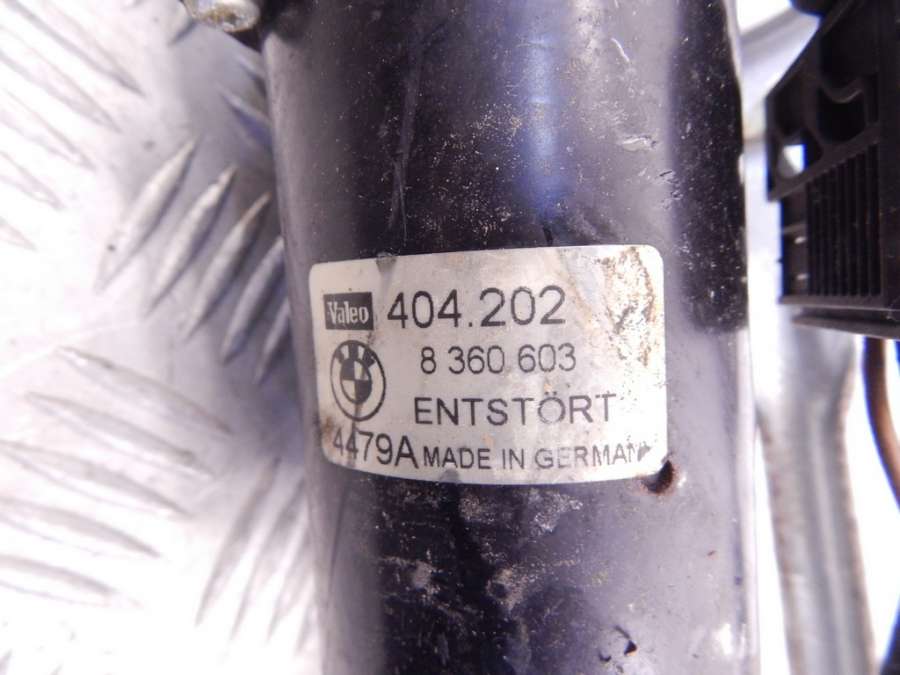 Valeo 404.202
8 360 603
ENTSTÖRT
4479A MADE IN GERMANY